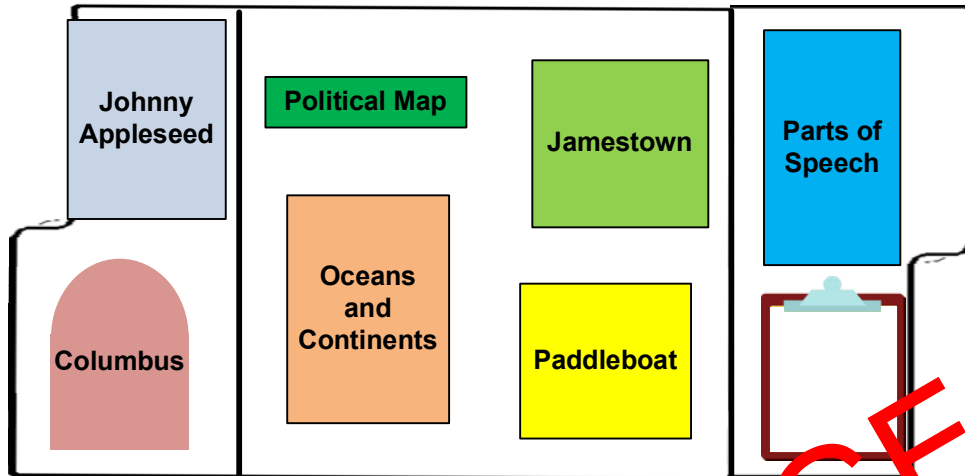 Johnny
Appleseed
Political Map
Jamestown
Parts of
Speech
Oceans
and
Continents
Columbus
Paddleboat